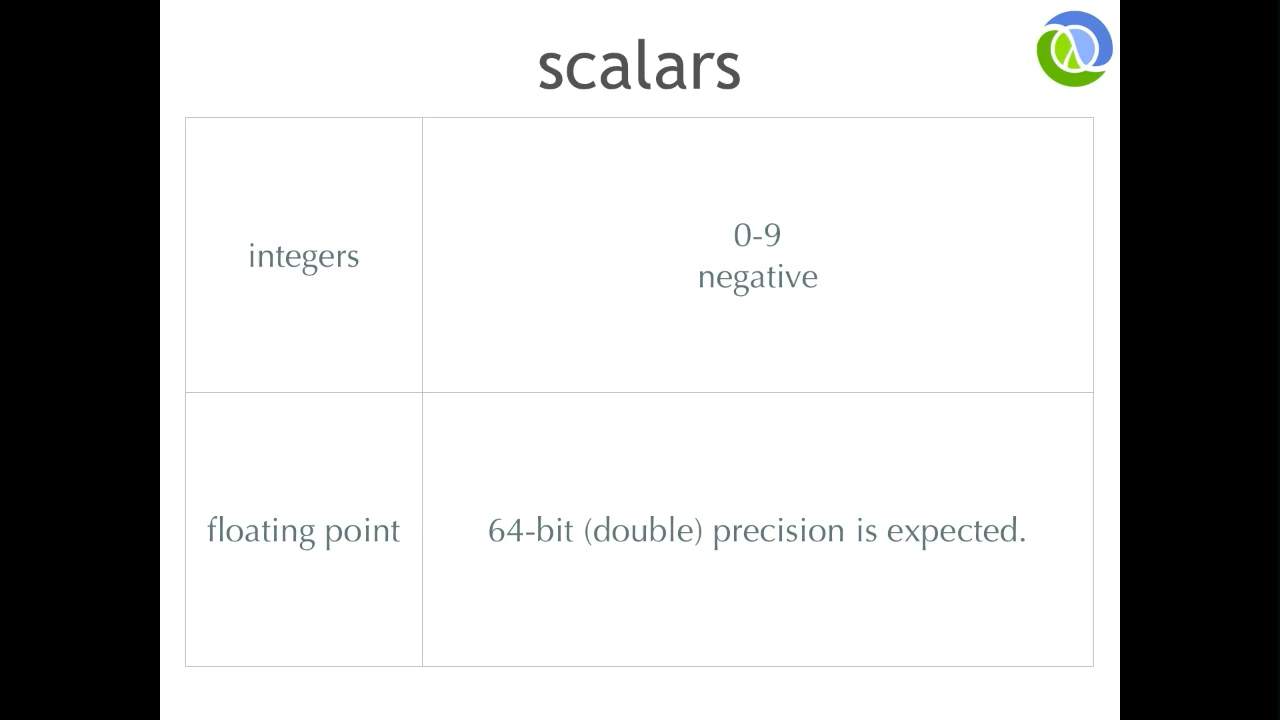 scalars
integers
0-9
negative
floating point
64-bit (double) precision is expected.